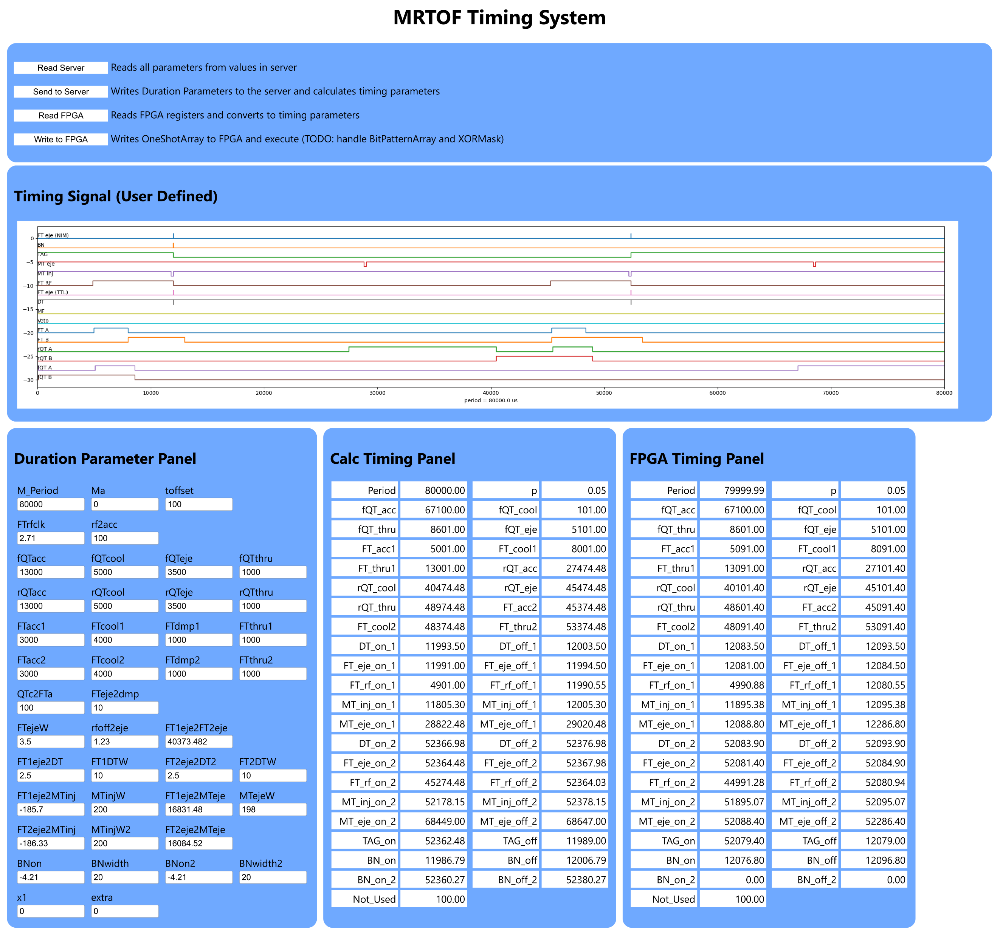 MRTOF Timing System
Read Server Reads all parameters from values in server
Send to Server Writes Duration Parameters to the server and calculates timing parameters
Read FPGA Reads FPGA registers and converts to timing parameters
Write to FPGA Writes OneShotArray to FPGA and execute (TODO: handle BitPatternArray and XORMask)
Timing Signal (User Defined)
0 FT eje (NIM)
BN
TAG
−5 MT eje
MT inj
−10 FT RF
FT eje (TTL)
DT
−15 MF
Veto
−20 FT A
FT B
rQT A
−25 rQT B
fQT A
−30 fQT B
0 10000 20000 30000 40000 50000 60000 70000 80000
period = 80000.0 us
Duration Parameter Panel
M_Period Ma toffset
80000 0 100
FTrfclk rf2acc
2.71 100
fQTacc fQTcool fQTeje fQTthru
13000 5000 3500 1000
rQTacc rQTcool rQTeje rQTthru
13000 5000 3500 1000
FTacc1 FTcool1 FTdmp1 FTthru1
3000 4000 1000 1000
FTacc2 FTcool2 FTdmp2 FTthru2
3000 4000 1000 1000
QTc2FTa FTeje2dmp
100 10
FTejeW rfoff2eje FT1eje2FT2eje
3.5 1.23 40373.482
FT1eje2DT FT1DTW FT2eje2DT2 FT2DTW
2.5 10 2.5 10
FT1eje2MTinj MTinjW FT1eje2MTeje MTejeW
-185.7 200 16831.48 198
FT2eje2MTinj MTinjW2 FT2eje2MTeje
-186.33 200 16084.52
BNon BNwidth BNon2 BNwidth2
-4.21 20 -4.21 20
x1 extra
0 0
Calc Timing Panel
Period 80000.00 p 0.05
fQT_acc 67100.00 fQT_cool 101.00
fQT_thru 8601.00 fQT_eje 5101.00
FT_acc1 5001.00 FT_cool1 8001.00
FT_thru1 13001.00 rQT_acc 27474.48
rQT_cool 40474.48 rQT_eje 45474.48
rQT_thru 48974.48 FT_acc2 45374.48
FT_cool2 48374.48 FT_thru2 53374.48
DT_on_1 11993.50 DT_off_1 12003.50
FT_eje_on_1 11991.00 FT_eje_off_1 11994.50
FT_rf_on_1 4901.00 FT_rf_off_1 11990.55
MT_inj_on_1 11805.30 MT_inj_off_1 12005.30
MT_eje_on_1 28822.48 MT_eje_off_1 29020.48
DT_on_2 52366.98 DT_off_2 52376.98
FT_eje_on_2 52364.48 FT_eje_off_2 52367.98
FT_rf_on_2 45274.48 FT_rf_off_2 52364.03
MT_inj_on_2 52178.15 MT_inj_off_2 52378.15
MT_eje_on_2 68449.00 MT_eje_off_2 68647.00
TAG_on 52362.48 TAG_off 11989.00
BN_on 11986.79 BN_off 12006.79
BN_on_2 52360.27 BN_off_2 52380.27
Not_Used 100.00
FPGA Timing Panel
Period 79999.99 p 0.05
fQT_acc 67100.00 fQT_cool 101.00
fQT_thru 8601.00 fQT_eje 5101.00
FT_acc1 5091.00 FT_cool1 8091.00
FT_thru1 13091.00 rQT_acc 27101.40
rQT_cool 40101.40 rQT_eje 45101.40
rQT_thru 48601.40 FT_acc2 45091.40
FT_cool2 48091.40 FT_thru2 53091.40
DT_on_1 12083.50 DT_off_1 12093.50
FT_eje_on_1 12081.00 FT_eje_off_1 12084.50
FT_rf_on_1 4990.88 FT_rf_off_1 12080.55
MT_inj_on_1 11895.38 MT_inj_off_1 12095.38
MT_eje_on_1 12088.80 MT_eje_off_1 12286.80
DT_on_2 52083.90 DT_off_2 52093.90
FT_eje_on_2 52081.40 FT_eje_off_2 52084.90
FT_rf_on_2 44991.28 FT_rf_off_2 52080.94
MT_inj_on_2 51895.07 MT_inj_off_2 52095.07
MT_eje_on_2 52088.40 MT_eje_off_2 52286.40
TAG_on 52079.40 TAG_off 12079.00
BN_on 12076.80 BN_off 12096.80
BN_on_2 0.00 BN_off_2 0.00
Not_Used 100.00